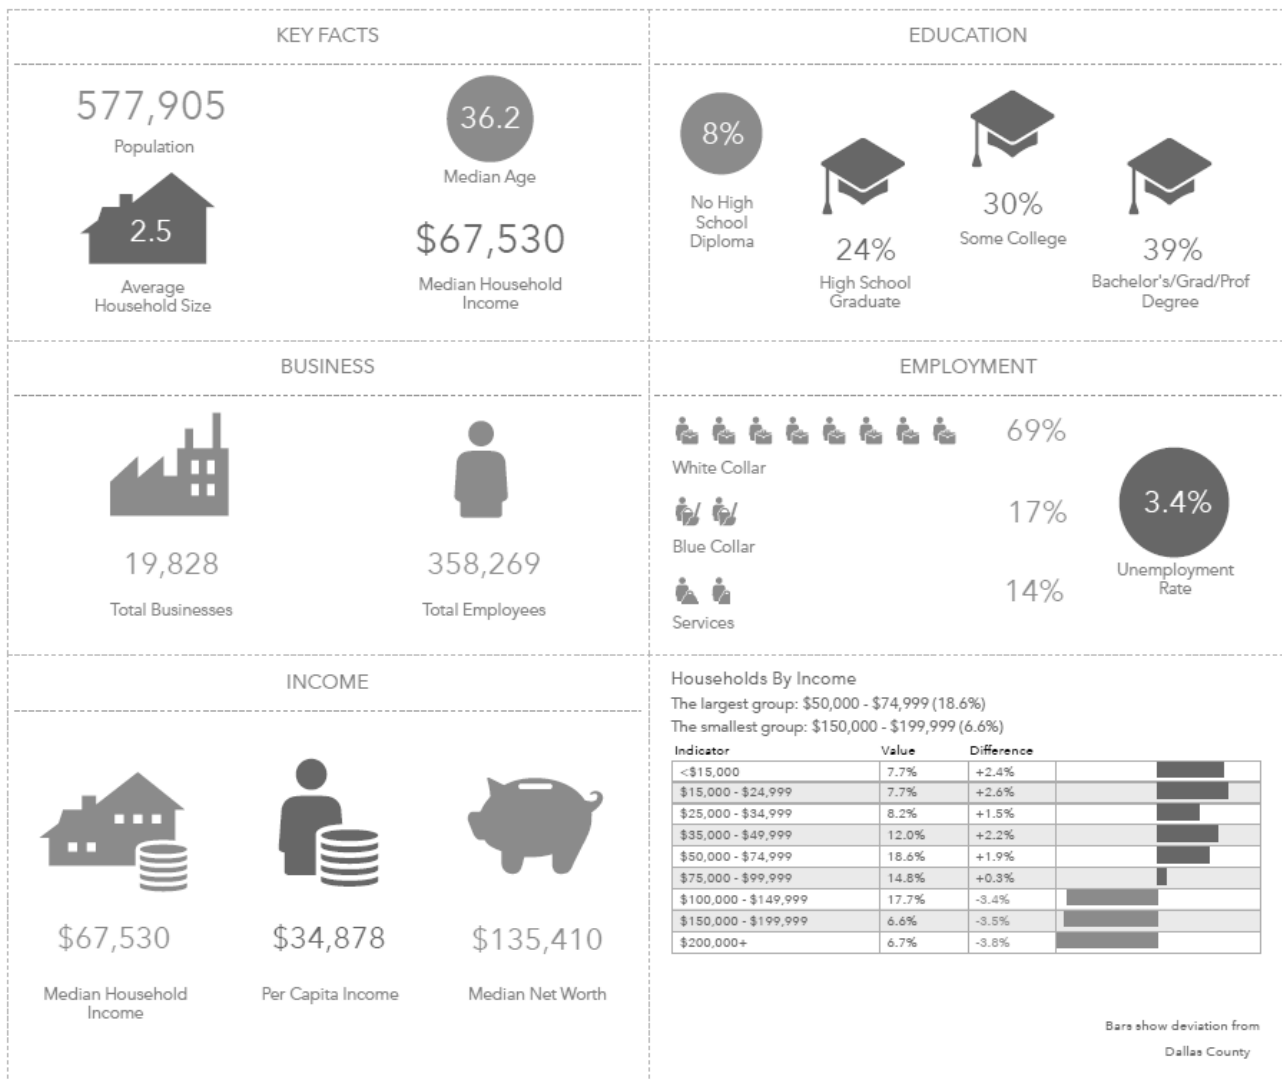 KEY FACTS
577,905
Population
36.2
Median Age
2.5
Average
Household Size
$67,530
Median Household
Income
EDUCATION
8%
No High
School
Diploma
24%
High School
Graduate
30%
Some College
39%
Bachelor's/Grad/Prof
Degree
BUSINESS
19,828
Total Businesses
358,269
Total Employees
EMPLOYMENT
69%
White Collar
17%
Blue Collar
14%
Services
3.4%
Unemployment
Rate
INCOME
$67,530
Median Household
Income
$34,878
Per Capita Income
$135,410
Median Net Worth
Households By Income
The largest group: $50,000 - $74,999 (18.6%)
The smallest group: $150,000 - $199,999 (6.6%)
Indicator Value Difference
<$15,000 7.7% +2.4%
$15,000 - $24,999 7.7% +2.6%
$25,000 - $34,999 8.2% +1.5%
$35,000 - $49,999 12.0% +2.2%
$50,000 - $74,999 18.6% +1.9%
$75,000 - $99,999 14.8% +0.3%
$100,000 - $149,999 17.7% -3.4%
$150,000 - $199,999 6.6% -3.5%
$200,000+ 6.7% -3.8%
Bars show deviation from
Dallas County